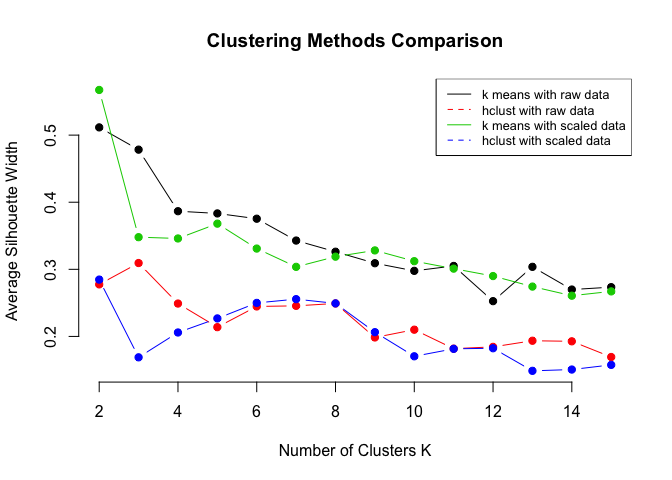 Clustering Methods Comparison
k means with raw data
hclust with raw data
k means with scaled data
hclust with scaled data
Average Silhouette Width
0.5
0.4
0.3
0.2
2 4 6 8 10 12 14
Number of Clusters K